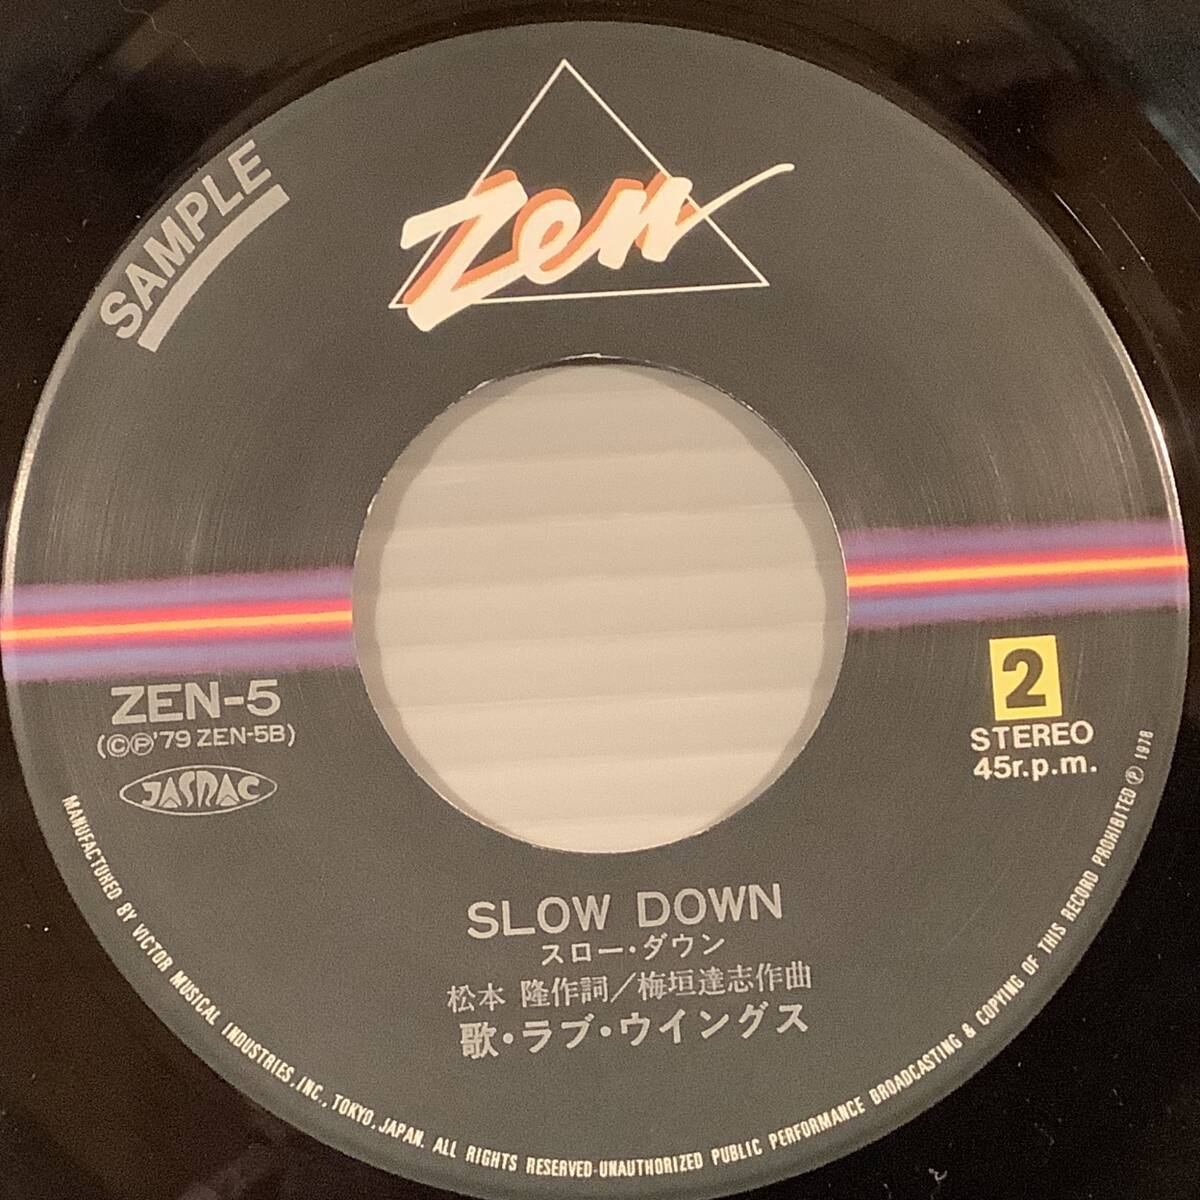 SAMPLE
Zen
ZEN-5
(©℗'79 ZEN-5B)
JASRAC
2
STEREO
45r.p.m.
SLOW DOWN
スロー・ダウン
松本 隆作詞/梅垣達志作曲
歌・ラブ・ウイングス
MANUFACTURED BY VICTOR MUSICAL INDUSTRIES, INC., TOKYO, JAPAN. ALL RIGHTS RESERVED-UNAUTHORIZED PUBLIC PERFORMANCE BROADCASTING & COPYING OF THIS RECORD PROHIBITED ℗ 1978